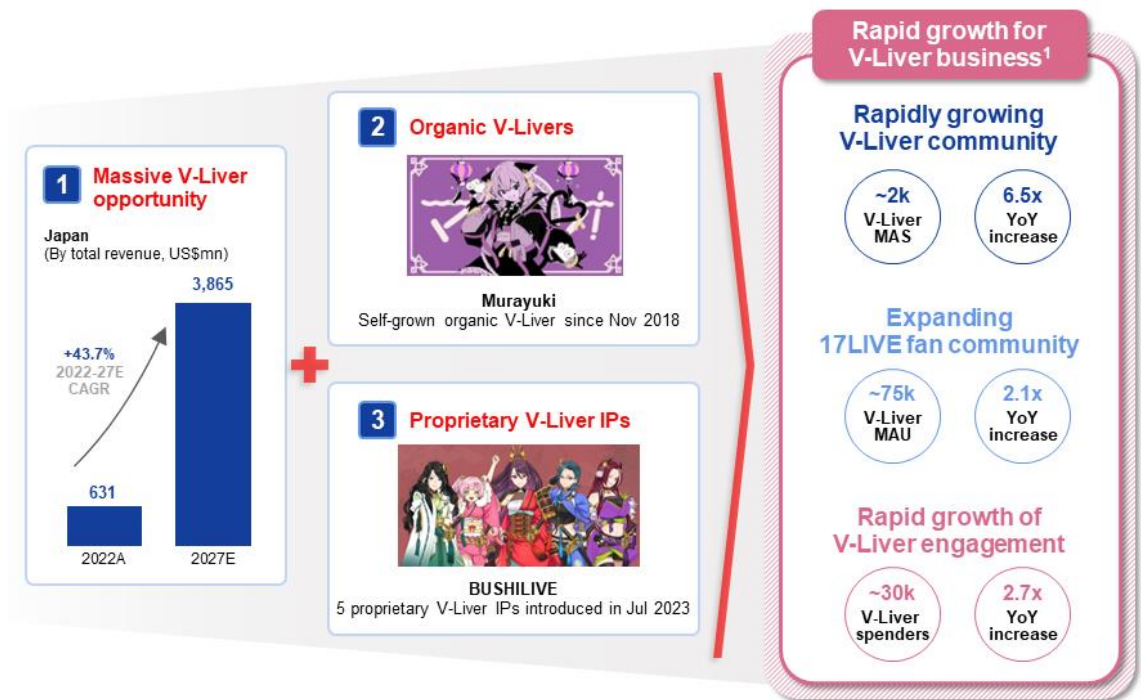 1
Massive V-Liver
opportunity
Japan
(By total revenue, US$mn)
3,865
+43.7%
2022-27E
CAGR
631
2022A
2027E
2
Organic V-Livers
Murayuki
Self-grown organic V-Liver since Nov 2018
3
Proprietary V-Liver IPs
BUSHILIVE
5 proprietary V-Liver IPs introduced in Jul 2023
Rapid growth for
V-Liver business¹
Rapidly growing
V-Liver community
~2k
V-Liver
MAS
6.5x
YoY
increase
Expanding
17LIVE fan community
~75k
V-Liver
MAU
2.1x
YoY
increase
Rapid growth of
V-Liver engagement
~30k
V-Liver
spenders
2.7x
YoY
increase